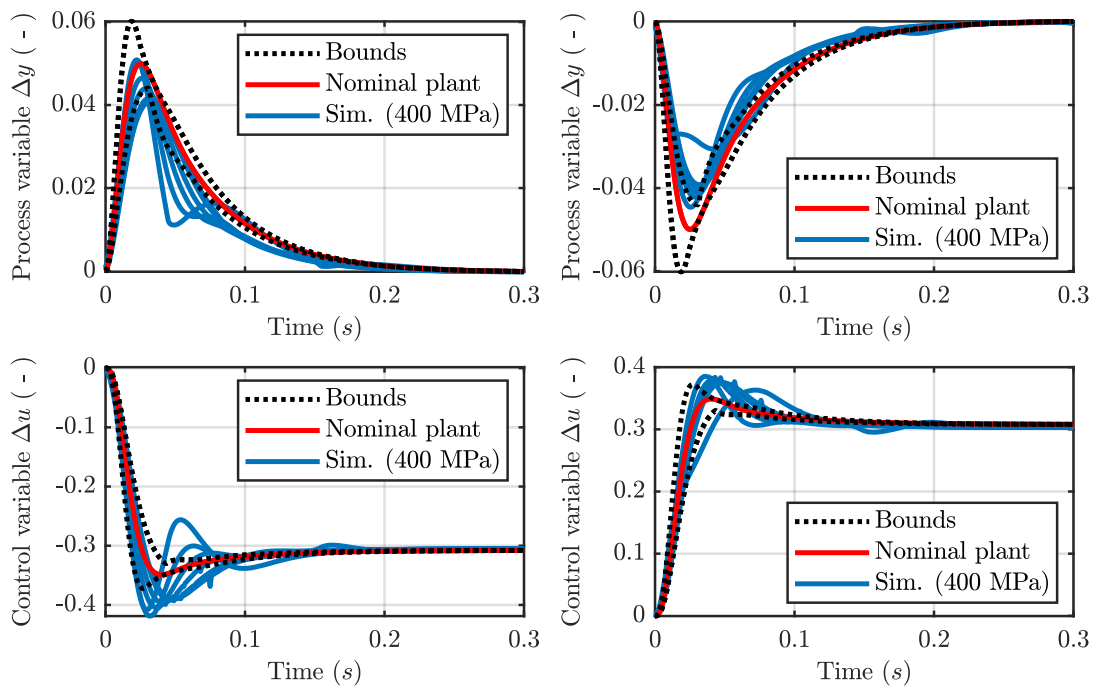 Process variable Δy ( - )
0.06
0.04
0.02
0
Bounds
Nominal plant
Sim. (400 MPa)
0 0.1 0.2 0.3
Time (s)
Process variable Δy ( - )
0
-0.02
-0.04
-0.06
Bounds
Nominal plant
Sim. (400 MPa)
0 0.1 0.2 0.3
Time (s)
Control variable Δu ( - )
0
-0.1
-0.2
-0.3
-0.4
Bounds
Nominal plant
Sim. (400 MPa)
0 0.1 0.2 0.3
Time (s)
Control variable Δu ( - )
0.4
0.3
0.2
0.1
0
Bounds
Nominal plant
Sim. (400 MPa)
0 0.1 0.2 0.3
Time (s)